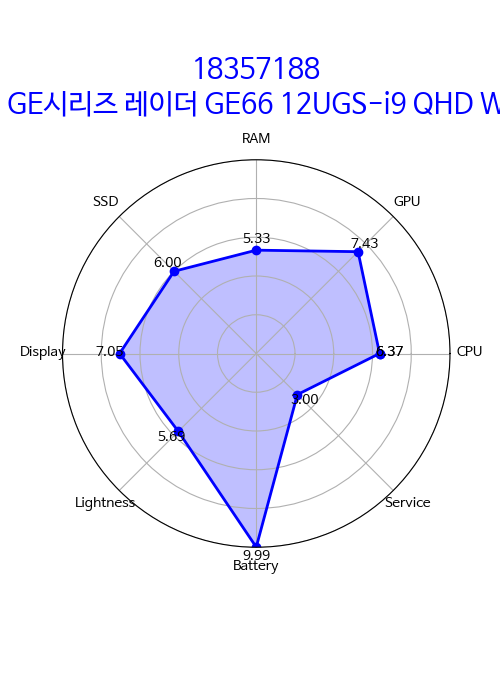 18357188
GE시리즈 레이더 GE66 12UGS-i9 QHD W
RAM
SSD
GPU
5.33
7.43
6.00
Display
7.05
6.37
CPU
3.00
5.69
Lightness
Service
9.99
Battery